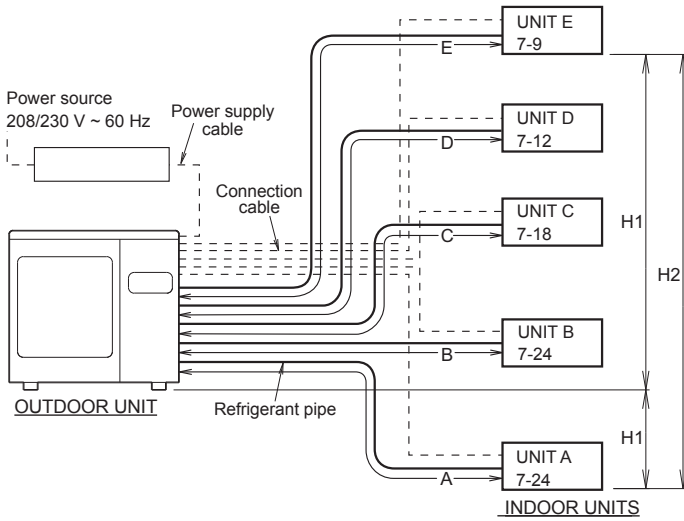 UNIT E
7-9
E
Power source
208/230 V ~ 60 Hz
Power supply
cable
UNIT D
7-12
D
Connection
cable
UNIT C
7-18
C
H1
H2
UNIT B
7-24
B
OUTDOOR UNIT
Refrigerant pipe
H1
UNIT A
7-24
A
INDOOR UNITS